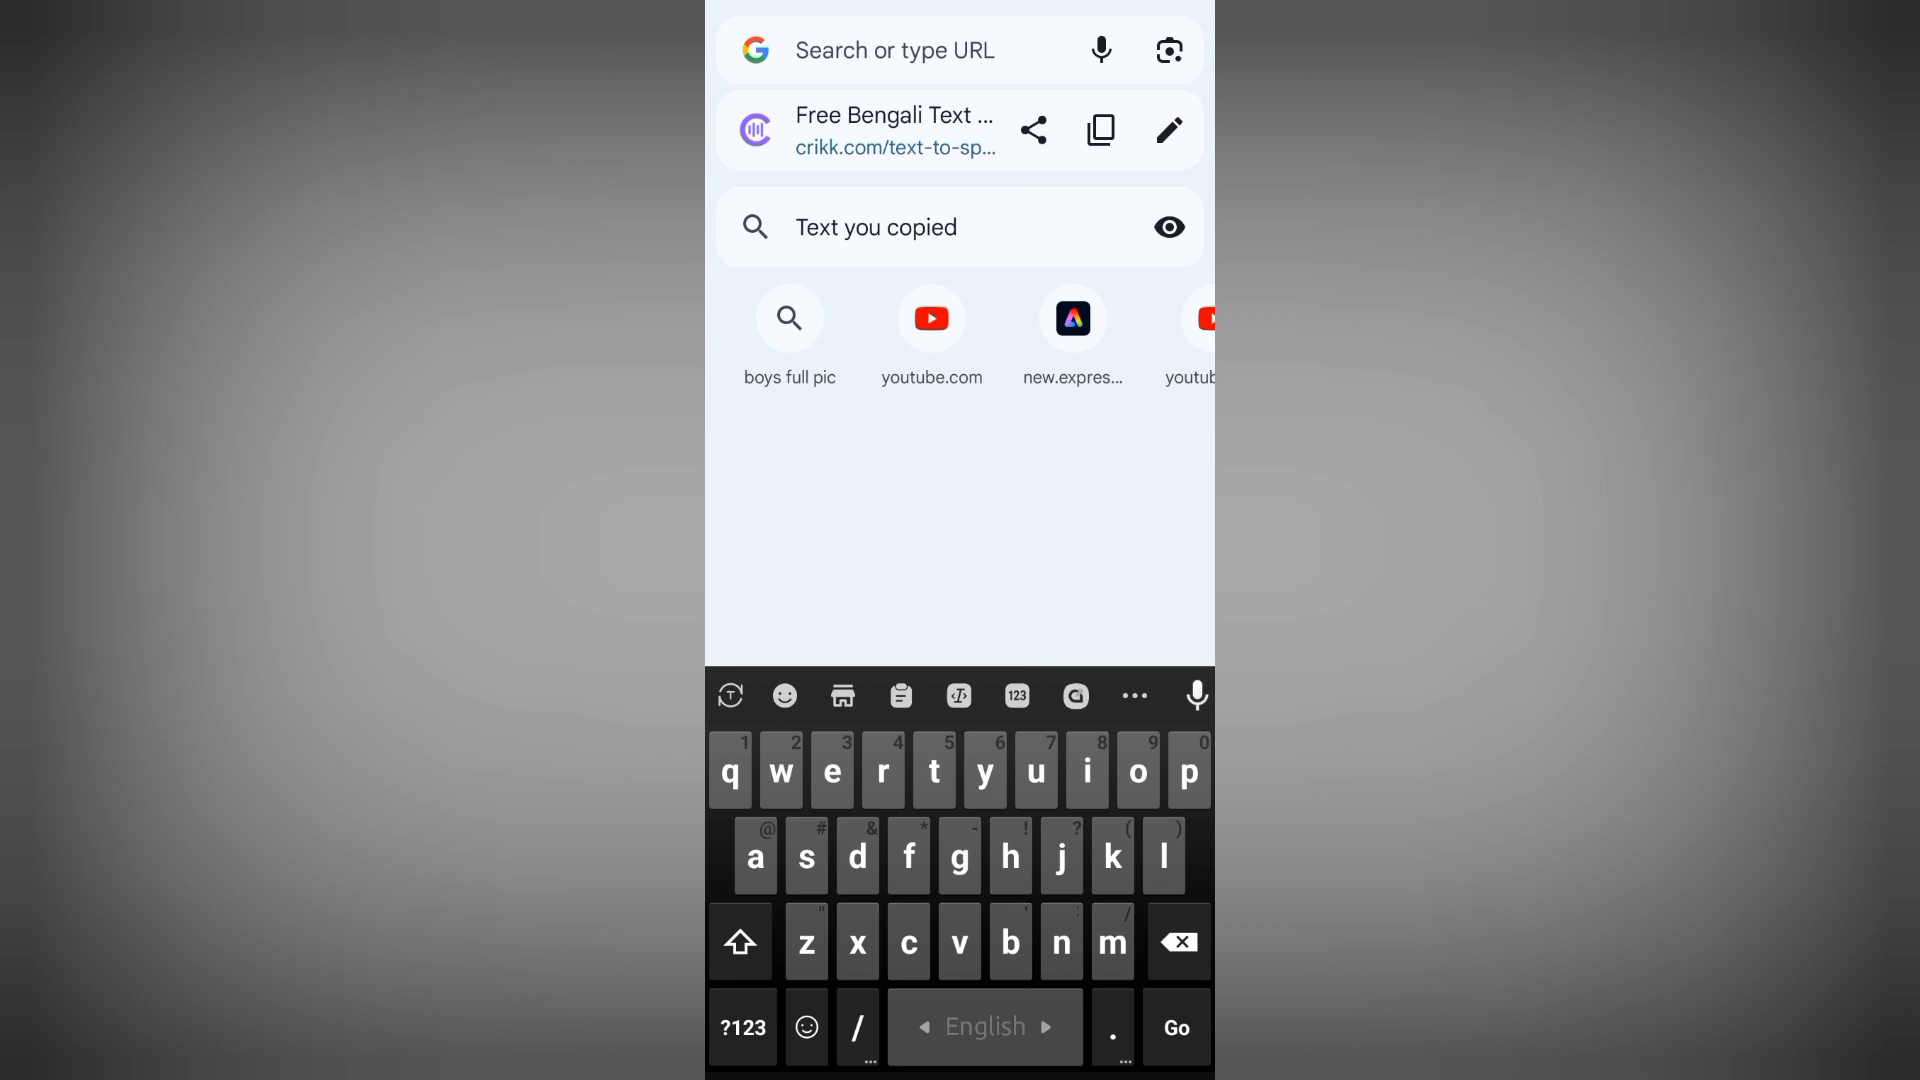 Search or type URL
Free Bengali Text ...
crikk.com/text-to-sp...
Text you copied
boys full pic
youtube.com
new.expres...
youtub
T
T
123
1 2 3 4 5 6 7 8 9 0
q w e r t y u i o p
@ # & * - ! ? ( )
a s d f g h j k l
" ' : /
z x c v b n m
?123 / English . Go
... ...